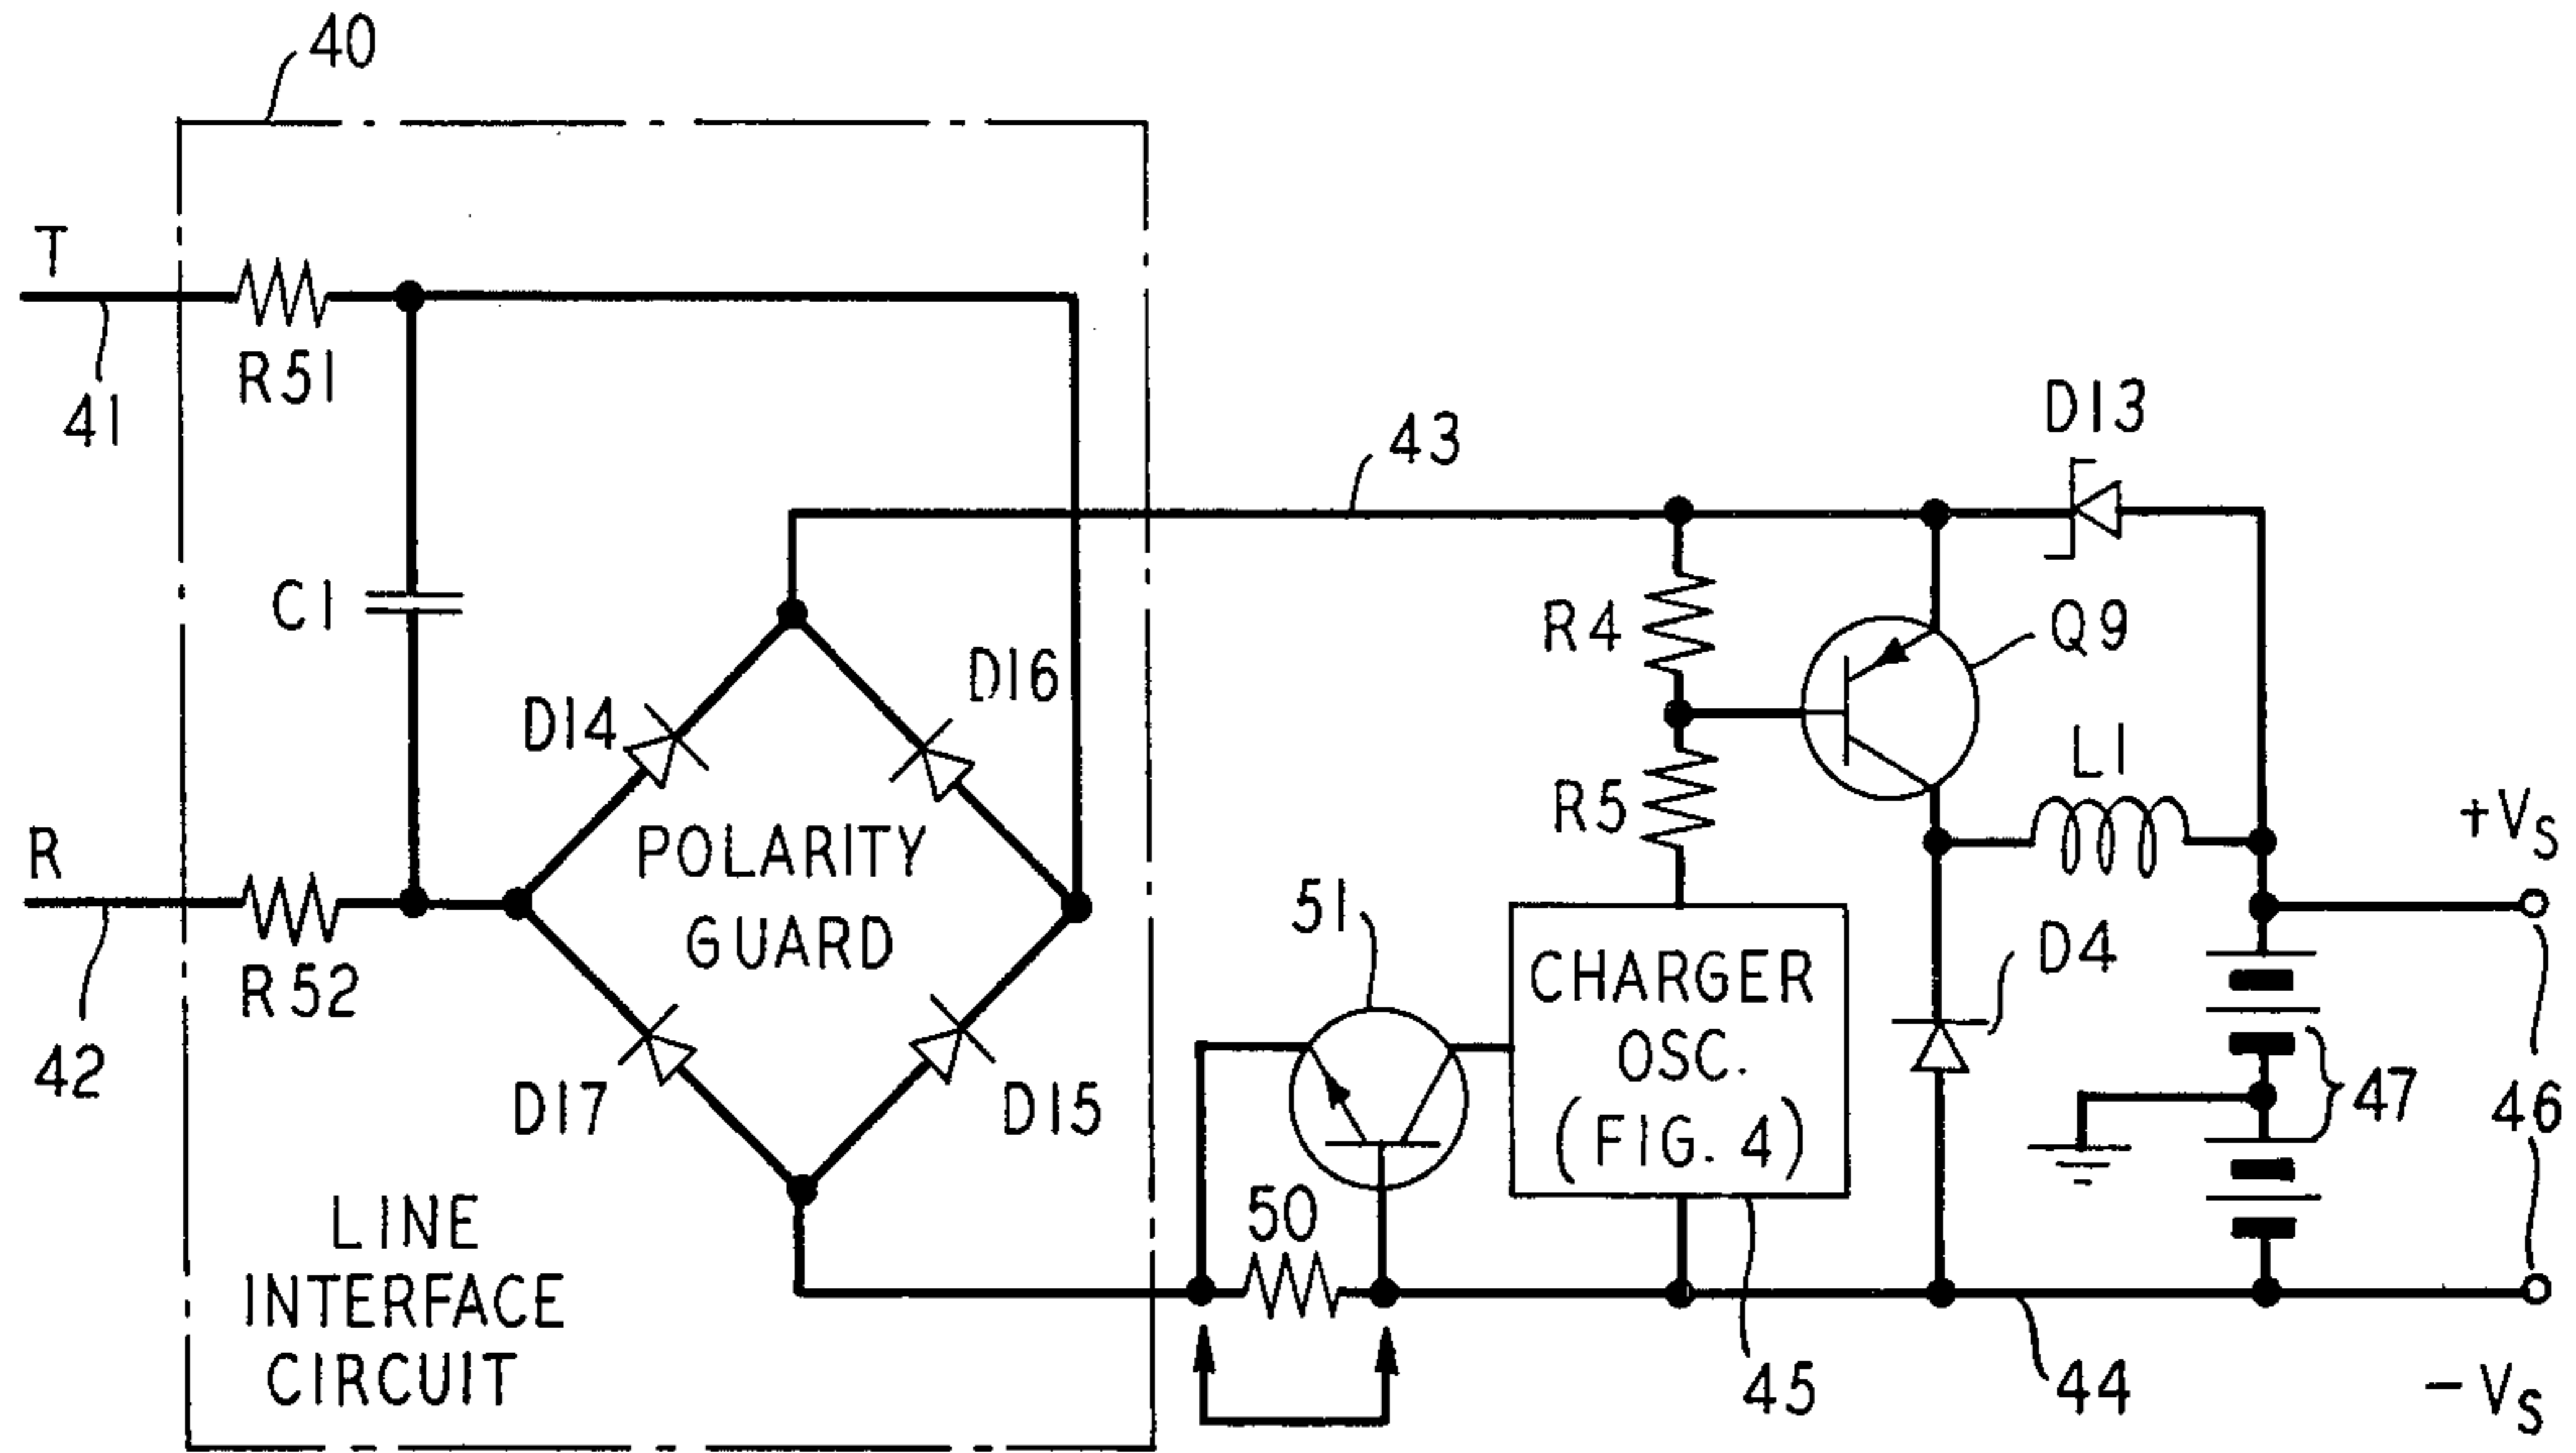 40
T
R51
41
D13
43
C1
R4
Q9
D14
D16
L1
R5
+VS
R
POLARITY
GUARD
51
D4
R52
CHARGER
OSC.
(FIG. 4)
42
D17
D15
47
46
50
LINE
INTERFACE
CIRCUIT
45
44
-VS